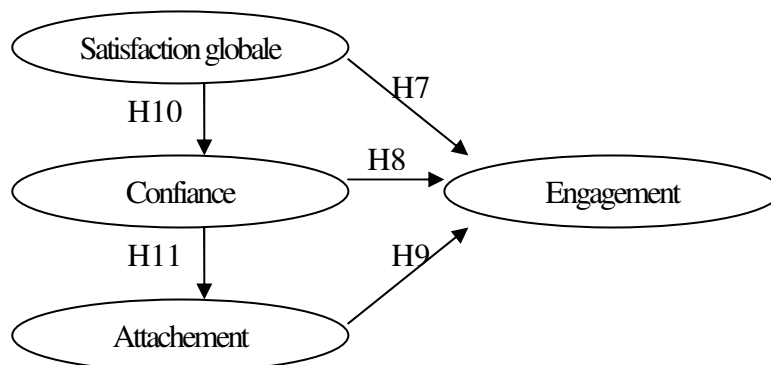 Satisfaction globale
H7
H10
H8
Confiance
Engagement
H11
H9
Attachement